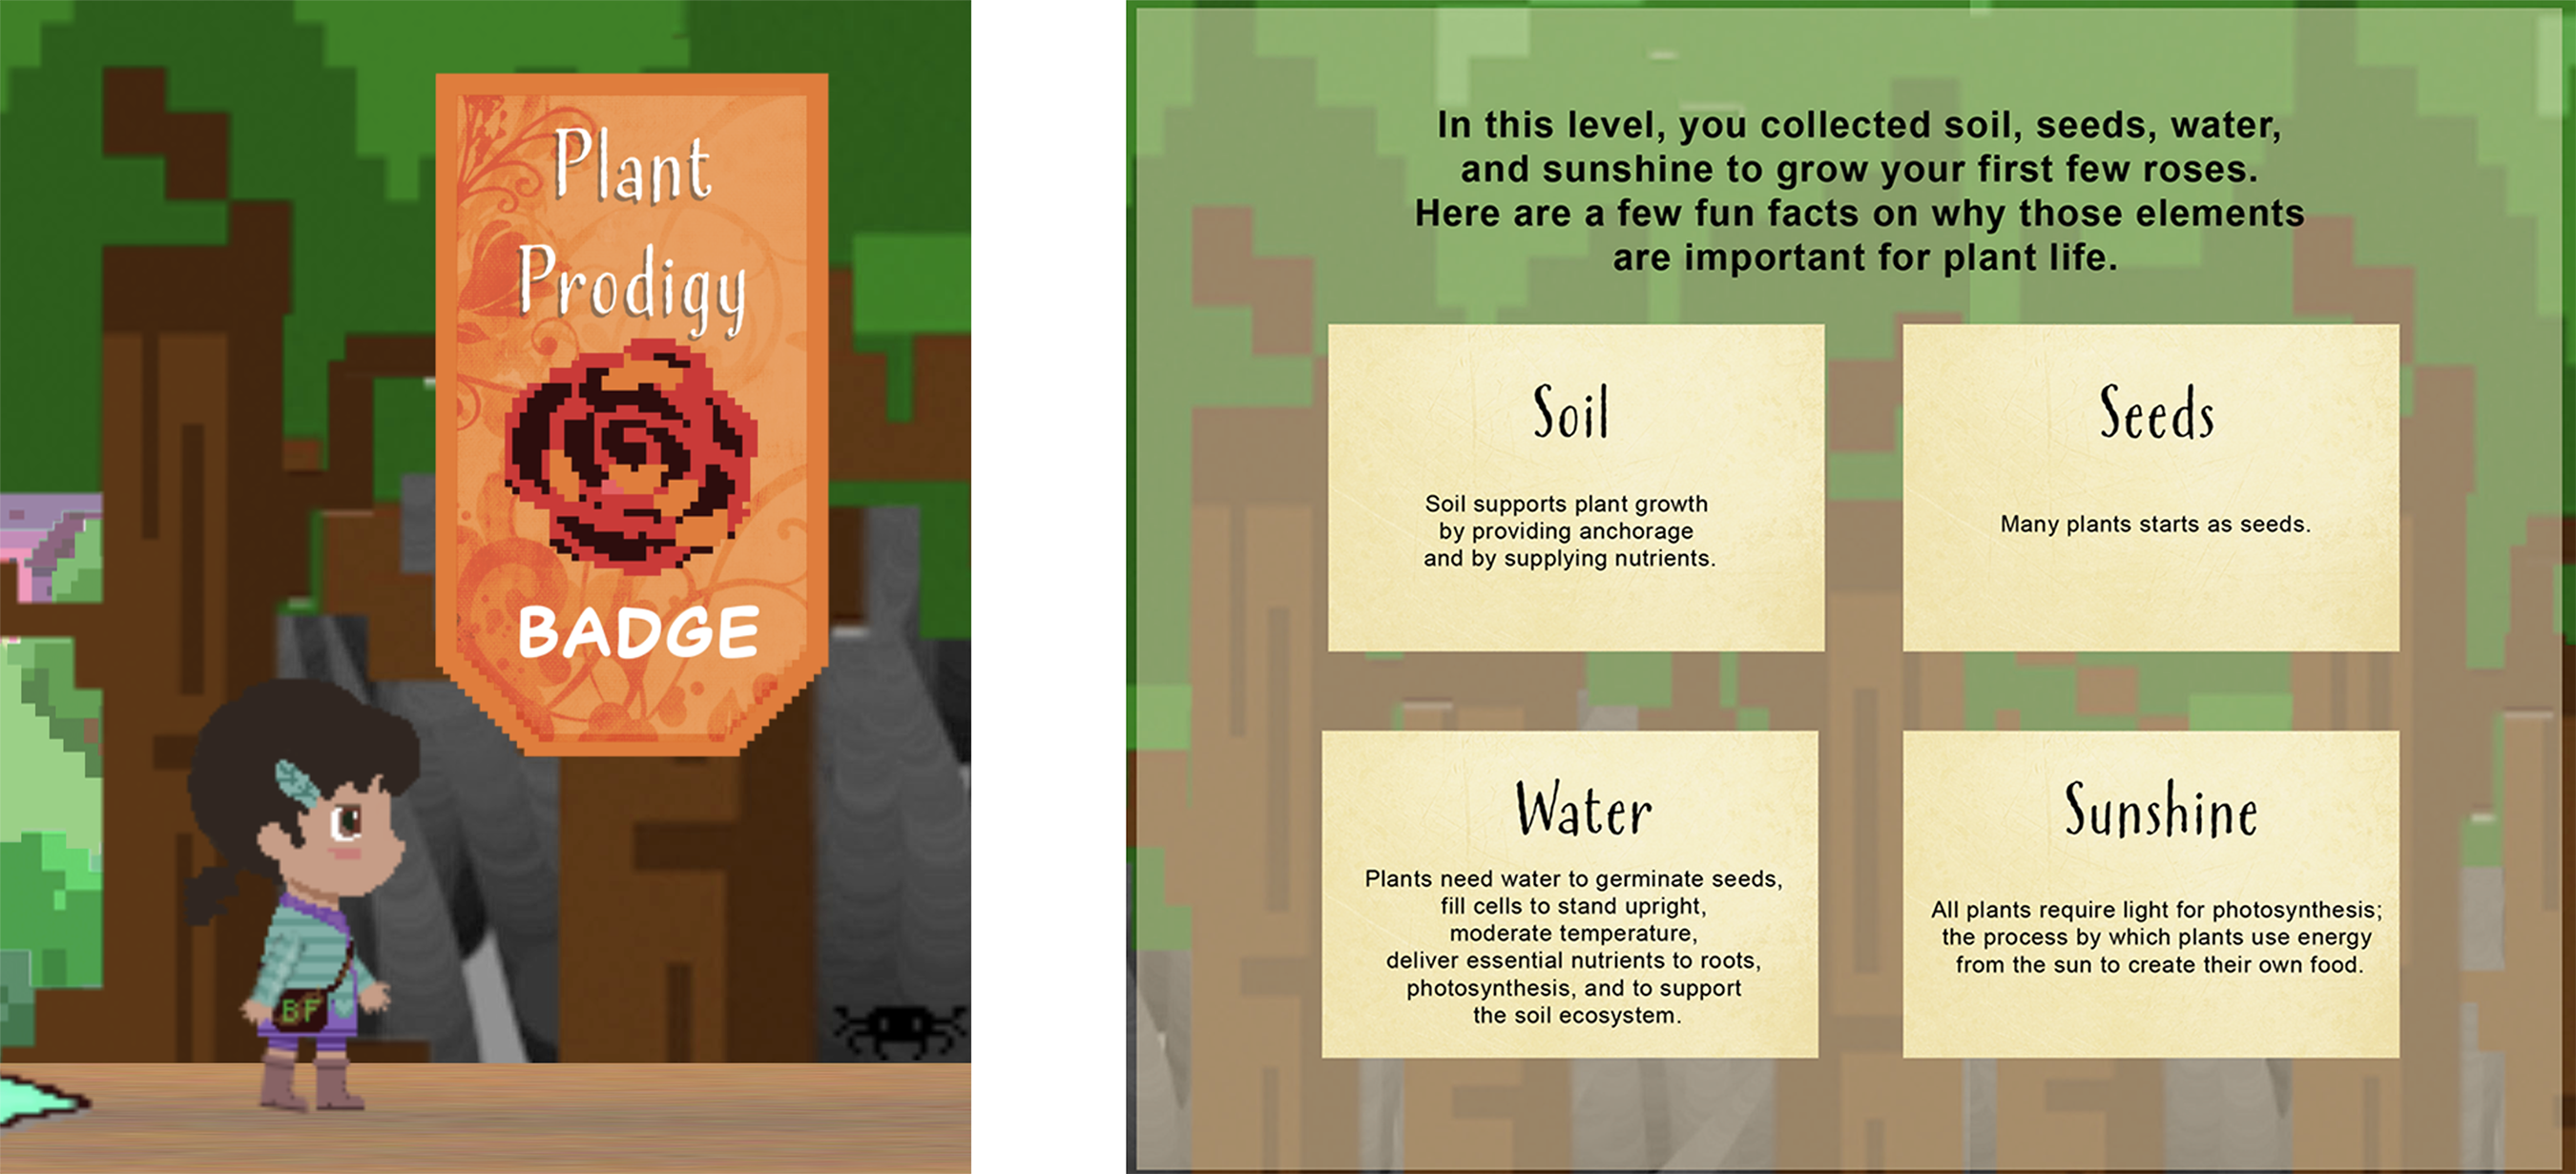 Plant
Prodigy
BADGE
BF
In this level, you collected soil, seeds, water,
and sunshine to grow your first few roses.
Here are a few fun facts on why those elements
are important for plant life.
Soil
Soil supports plant growth
by providing anchorage
and by supplying nutrients.
Seeds
Many plants starts as seeds.
Water
Plants need water to germinate seeds,
fill cells to stand upright,
moderate temperature,
deliver essential nutrients to roots,
photosynthesis, and to support
the soil ecosystem.
Sunshine
All plants require light for photosynthesis;
the process by which plants use energy
from the sun to create their own food.